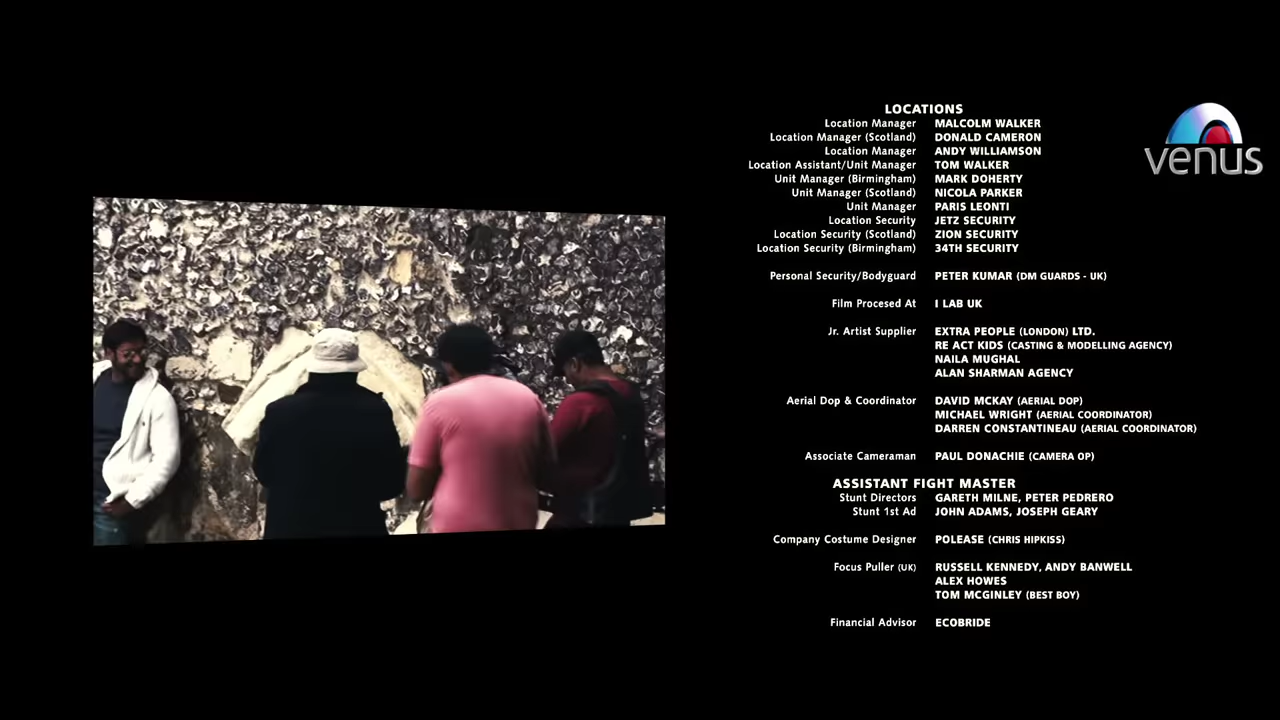 LOCATIONS
Location Manager MALCOLM WALKER
Location Manager (Scotland) DONALD CAMERON
Location Manager ANDY WILLIAMSON
Location Assistant/Unit Manager TOM WALKER
Unit Manager (Birmingham) MARK DOHERTY
Unit Manager (Scotland) NICOLA PARKER
Unit Manager PARIS LEONTI
Location Security JETZ SECURITY
Location Security (Scotland) ZION SECURITY
Location Security (Birmingham) 34TH SECURITY
Personal Security/Bodyguard PETER KUMAR (DM GUARDS - UK)
Film Procesed At I LAB UK
Jr. Artist Supplier EXTRA PEOPLE (LONDON) LTD.
RE ACT KIDS (CASTING & MODELLING AGENCY)
NAILA MUGHAL
ALAN SHARMAN AGENCY
Aerial Dop & Coordinator DAVID MCKAY (AERIAL DOP)
MICHAEL WRIGHT (AERIAL COORDINATOR)
DARREN CONSTANTINEAU (AERIAL COORDINATOR)
Associate Cameraman PAUL DONACHIE (CAMERA OP)
ASSISTANT FIGHT MASTER
Stunt Directors GARETH MILNE, PETER PEDRERO
Stunt 1st Ad JOHN ADAMS, JOSEPH GEARY
Company Costume Designer POLEASE (CHRIS HIPKISS)
Focus Puller (UK) RUSSELL KENNEDY, ANDY BANWELL
ALEX HOWES
TOM MCGINLEY (BEST BOY)
Financial Advisor ECOBRIDE
venus